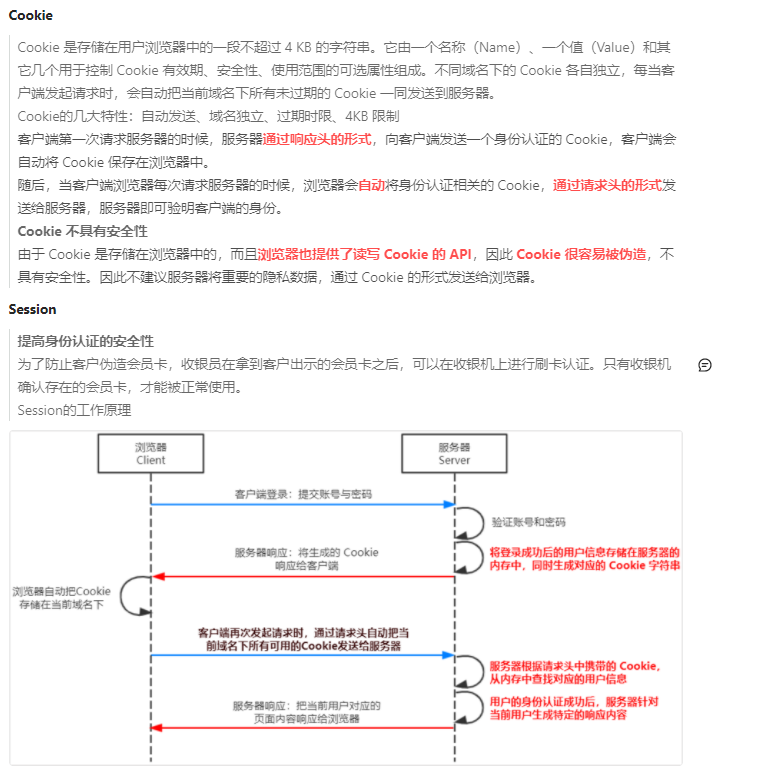 Cookie
Cookie 是存储在用户浏览器中的一段不超过 4 KB 的字符串。它由一个名称（Name）、一个值（Value）和其
它几个用于控制 Cookie 有效期、安全性、使用范围的可选属性组成。不同域名下的 Cookie 各自独立，每当客
户端发起请求时，会自动把当前域名下所有未过期的 Cookie 一同发送到服务器。
Cookie的几大特性：自动发送、域名独立、过期时限、4KB 限制
客户端第一次请求服务器的时候，服务器通过响应头的形式，向客户端发送一个身份认证的 Cookie，客户端会
自动将 Cookie 保存在浏览器中。
随后，当客户端浏览器每次请求服务器的时候，浏览器会自动将身份认证相关的 Cookie，通过请求头的形式发
送给服务器，服务器即可验明客户端的身份。
Cookie 不具有安全性
由于 Cookie 是存储在浏览器中的，而且浏览器也提供了读写 Cookie 的 API，因此 Cookie 很容易被伪造，不
具有安全性。因此不建议服务器将重要的隐私数据，通过 Cookie 的形式发送给浏览器。
Session
提高身份认证的安全性
为了防止客户伪造会员卡，收银员在拿到客户出示的会员卡之后，可以在收银机上进行刷卡认证。只有收银机
确认存在的会员卡，才能被正常使用。
Session的工作原理
浏览器
Client
服务器
Server
客户端登录：提交账号与密码
验证账号和密码
将登录成功后的用户信息存储在服务器的
内存中，同时生成对应的 Cookie 字符串
服务器响应：将生成的 Cookie
响应给客户端
浏览器自动把Cookie
存储在当前域名下
客户端再次发起请求时，通过请求头自动把当
前域名下所有可用的Cookie发送给服务器
服务器根据请求头中携带的 Cookie，
从内存中查找对应的用户信息
用户的身份认证成功后，服务器针对
当前用户生成特定的响应内容
服务器响应：把当前用户对应的
页面内容响应给浏览器